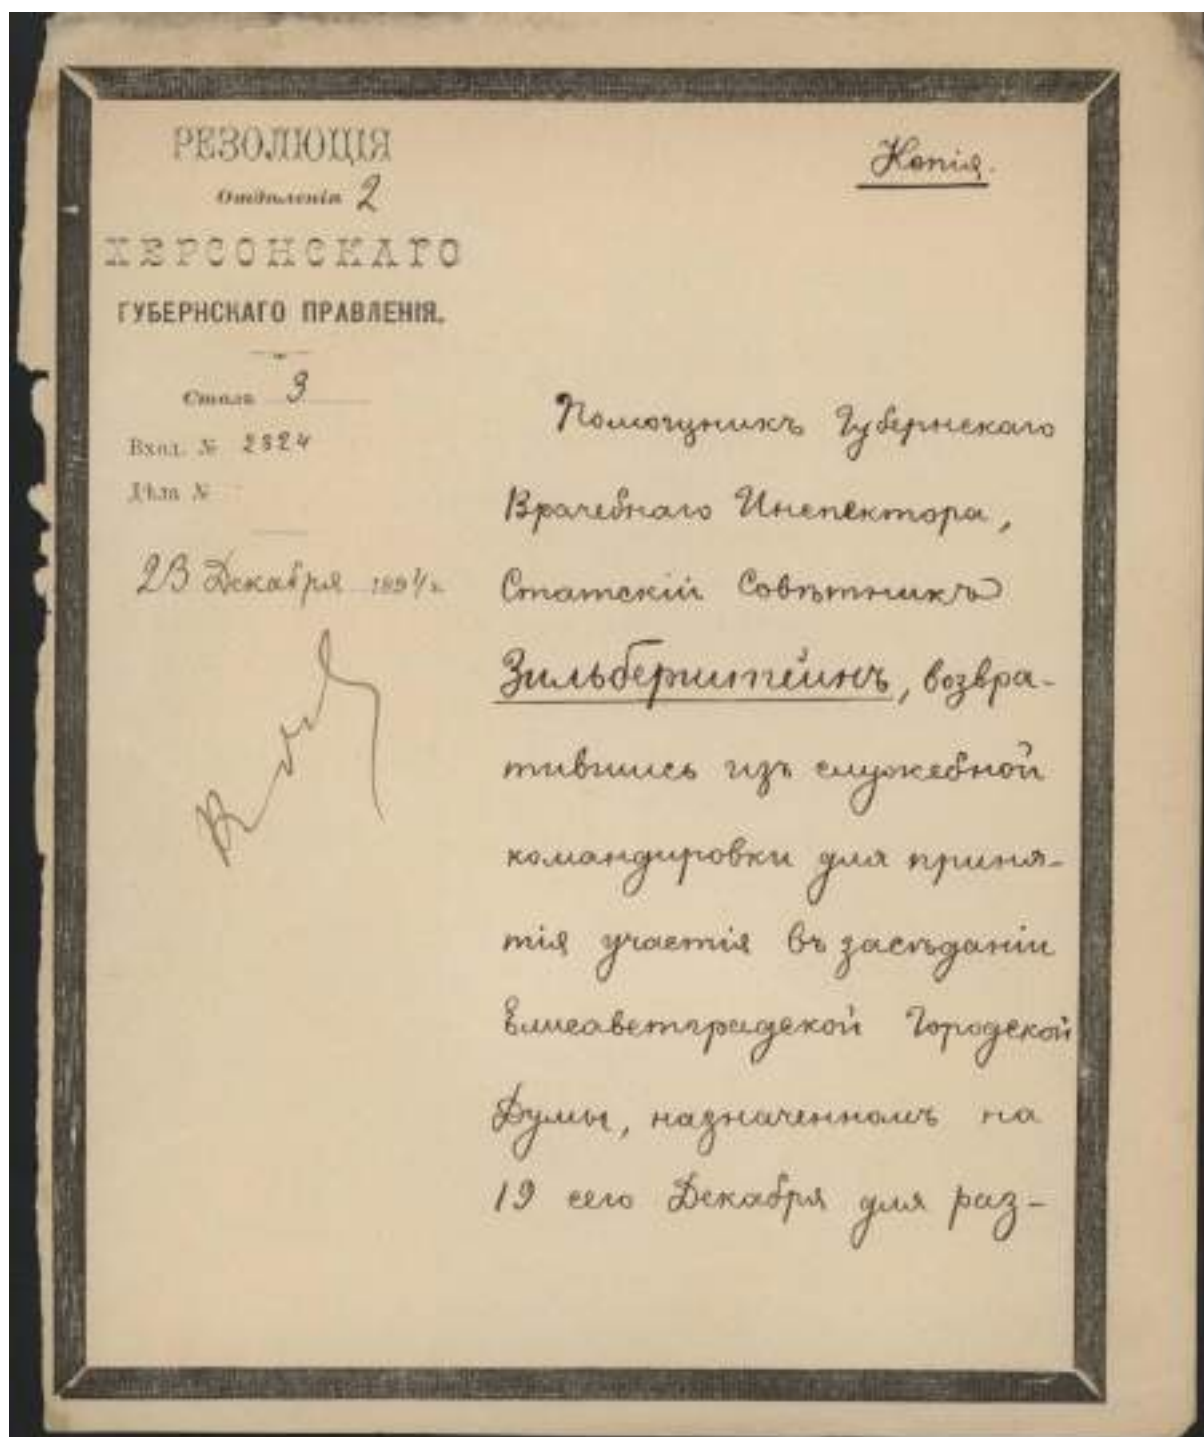 РЕЗОЛЮЦІЯ
Отдѣленія 2
ХЕРСОНСКАГО
ГУБЕРНСКАГО ПРАВЛЕНІЯ.
Столъ 3
Вход. № 2824
Дѣла №
23 Декабря 1894 г.
Копія.
Помощникъ Губернскаго
Врачебнаго Инспектора,
Статскій Совѣтникъ
Зильберштейнъ, возвра-
тившись изъ служебной
командировки для приня-
тія участія въ засѣданіи
Елисаветградской Городской
Думы, назначенномъ на
19 сего Декабря для раз-